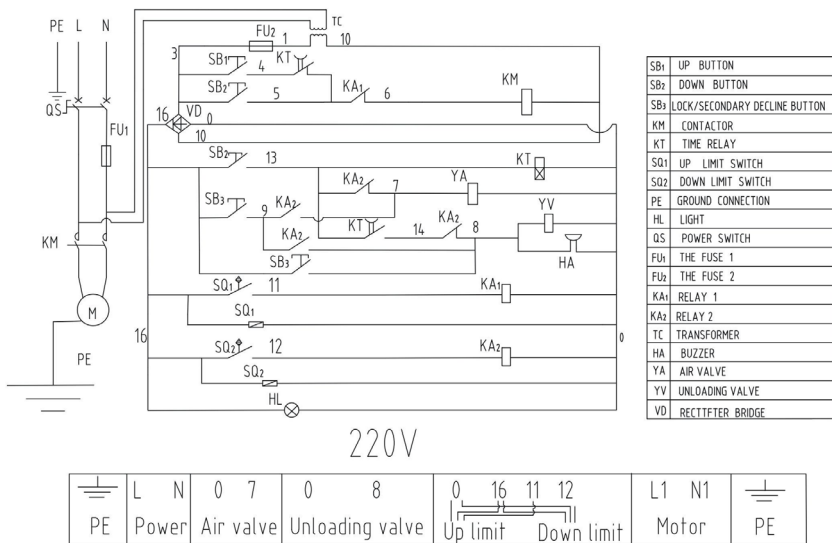 TC
PE L N
FU2 1 10
3
SB1 4 KT
SB2 5 KA1 6 KM
QS
16 VD 0
FU1
10
SB2 13 KT
KA2 7 YA
SB3 9 KA2 YV
KT KA2 8
KA2 14
KM
HA
SB3
SQ1 11 KA1
M
SQ1
16 0
SQ2 12 KA2
PE
SQ2
HL
220V
SB1 UP BUTTON
SB2 DOWN BUTTON
SB3 LOCK/SECONDARY DECLINE BUTTON
KM CONTACTOR
KT TIME RELAY
SQ1 UP LIMIT SWITCH
SQ2 DOWN LIMIT SWITCH
PE GROUND CONNECTION
HL LIGHT
QS POWER SWITCH
FU1 THE FUSE 1
FU2 THE FUSE 2
KA1 RELAY 1
KA2 RELAY 2
TC TRANSFORMER
HA BUZZER
YA AIR VALVE
YV UNLOADING VALVE
VD RECTTFTER BRIDGE
L N 0 7 0 8 0 16 11 12 L1 N1
PE Power Air valve Unloading valve Up limit Down limit Motor PE